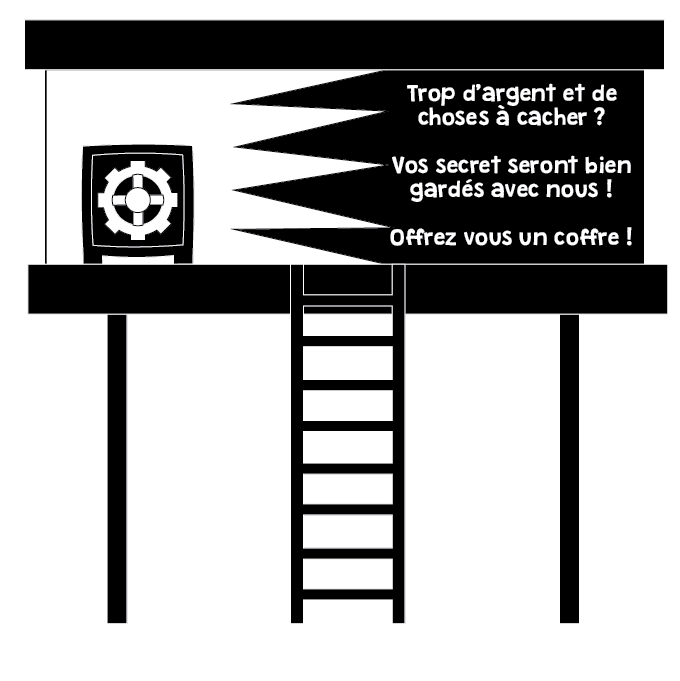 Trop d'argent et de
choses à cacher ?
Vos secret seront bien
gardés avec nous !
Offrez vous un coffre !